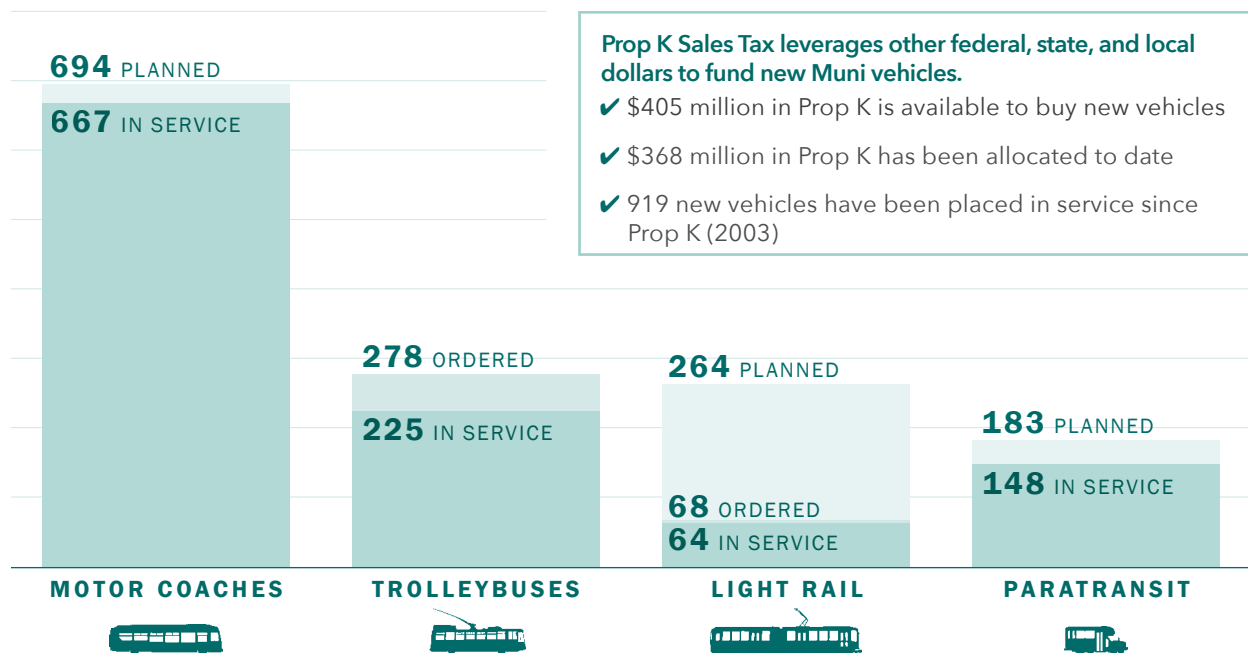 Prop K Sales Tax leverages other federal, state, and local
dollars to fund new Muni vehicles.
✔ $405 million in Prop K is available to buy new vehicles
✔ $368 million in Prop K has been allocated to date
✔ 919 new vehicles have been placed in service since
Prop K (2003)
694 PLANNED
667 IN SERVICE
278 ORDERED
225 IN SERVICE
264 PLANNED
68 ORDERED
64 IN SERVICE
183 PLANNED
148 IN SERVICE
MOTOR COACHES
TROLLEYBUSES
LIGHT RAIL
PARATRANSIT